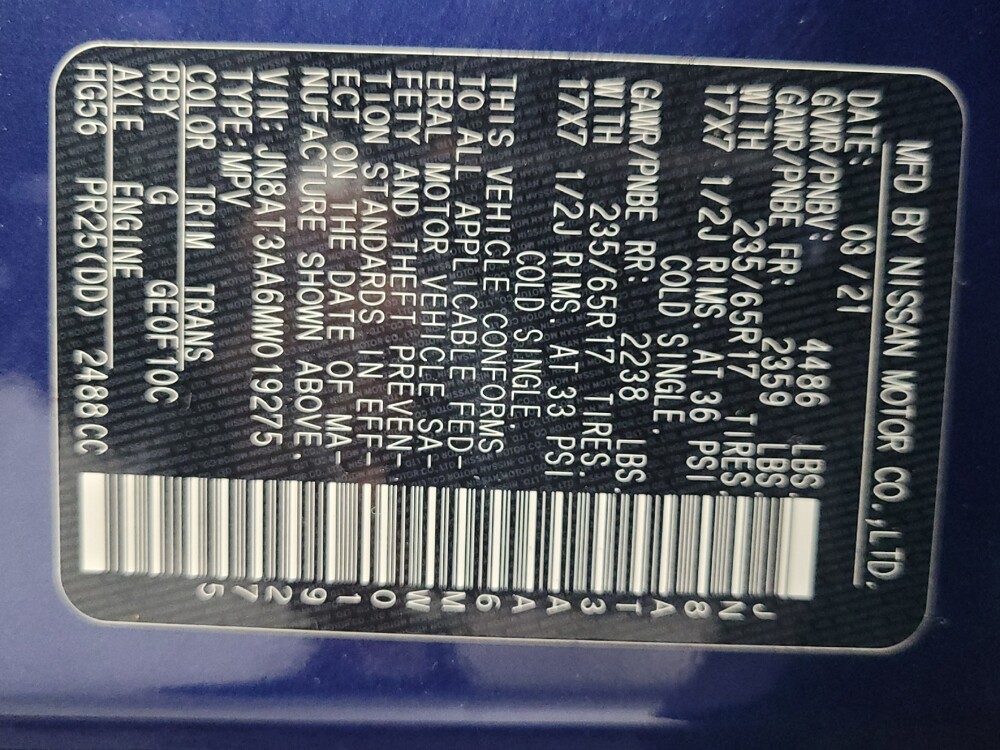 MFD BY NISSAN MOTOR CO.,LTD.
DATE: 03/21
GVWR/PNBV: 4486 LBS.
GAWR/PNBE FR: 2359 LBS.
WITH 235/65R17 TIRES.
17X7 1/2J RIMS. AT 36 PSI
COLD SINGLE.
GAWR/PNBE RR: 2238 LBS.
WITH 235/65R17 TIRES.
17X7 1/2J RIMS. AT 33 PSI
COLD SINGLE.
THIS VEHICLE CONFORMS
TO ALL APPLICABLE FED-
ERAL MOTOR VEHICLE SA-
FETY AND THEFT PREVEN-
TION STANDARDS IN EFF-
ECT ON THE DATE OF MA-
NUFACTURE SHOWN ABOVE.
VIN: JN8AT3AA6MW019275
TYPE:MPV
COLOR TRIM TRANS
RBY G GEOF10C
AXLE ENGINE
HG56 PR25(DD) 2488CC
JN8AT3AA6MW019275